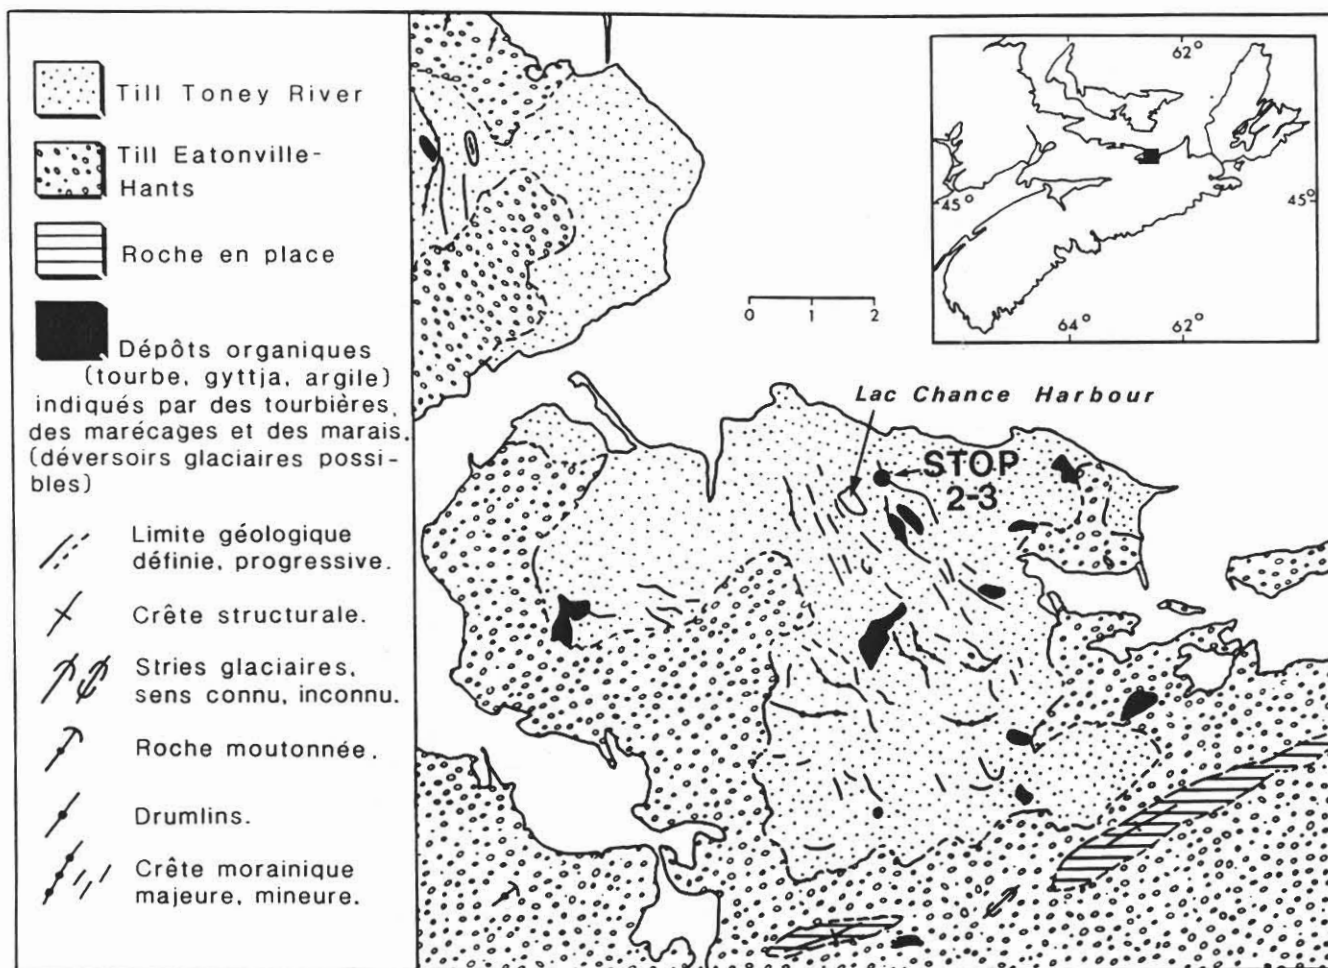 Till Toney River
Till Eatonville-
Hants
Roche en place
Dépôts organiques
(tourbe, gyttja, argile)
indiqués par des tourbières,
des marécages et des marais.
(déversoirs glaciaires possi-
bles)
Limite géologique
définie, progressive.
Crête structurale.
Stries glaciaires,
sens connu, inconnu.
Roche moutonnée.
Drumlins.
Crête morainique
majeure, mineure.
0 1 2
Lac Chance Harbour
STOP
2-3
62°
45°
45°
64°
62°